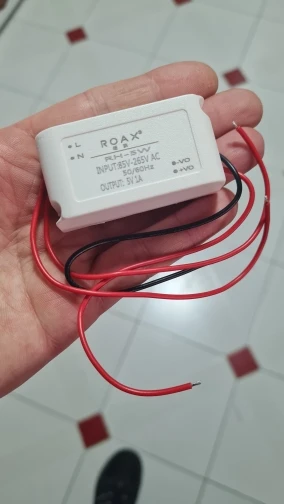 L
N
ROAX®
RH-5W
INPUT:85V-265V AC
50/60Hz
OUTPUT: 5V 1A
-VO
+VO